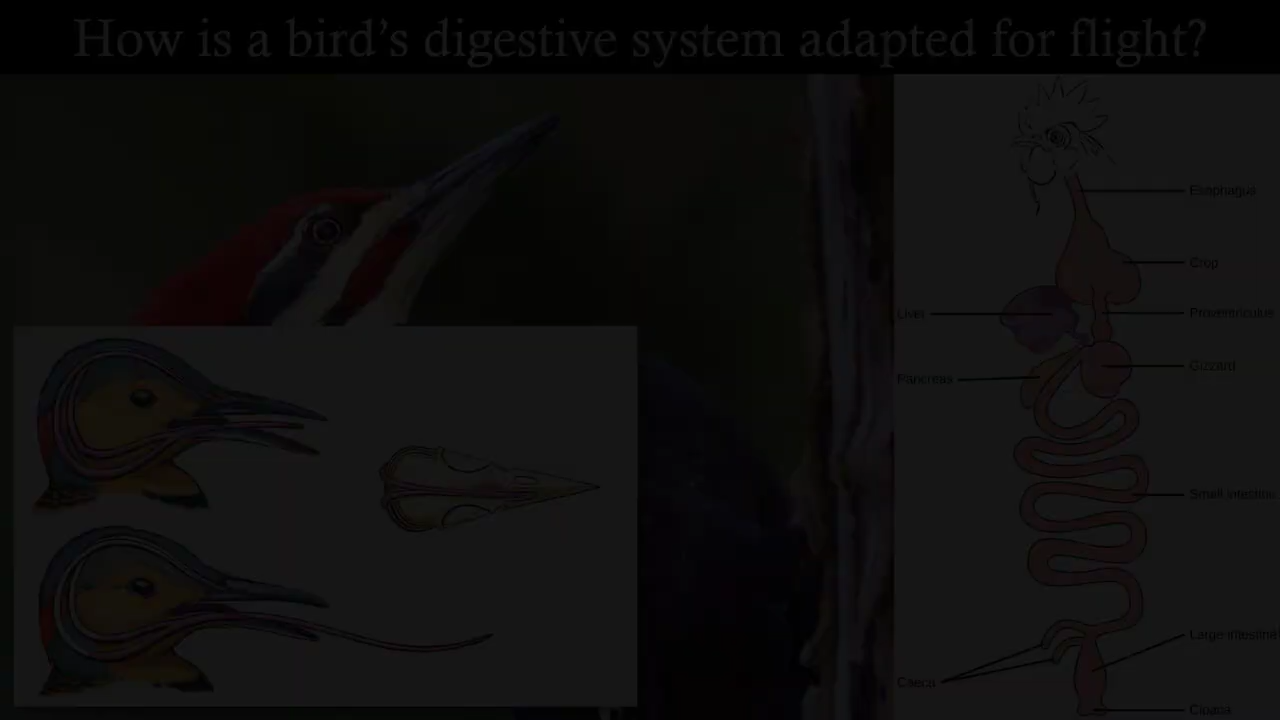 How is a bird's digestive system adapted for flight?
Esophagus
Crop
Liver
Proventriculus
Gizzard
Pancreas
Small intestine
Large intestine
Caeca
Cloaca